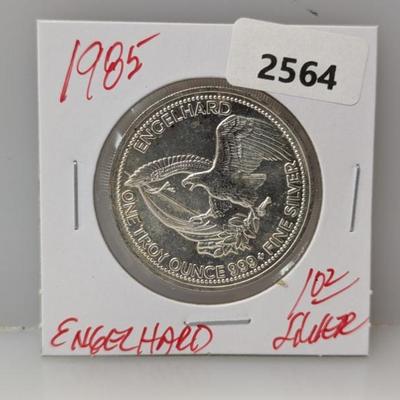 1985
2564
ENGELHARD
ONE TROY OUNCE 999+ FINE SILVER
ENGELHARD
1oz
SILVER